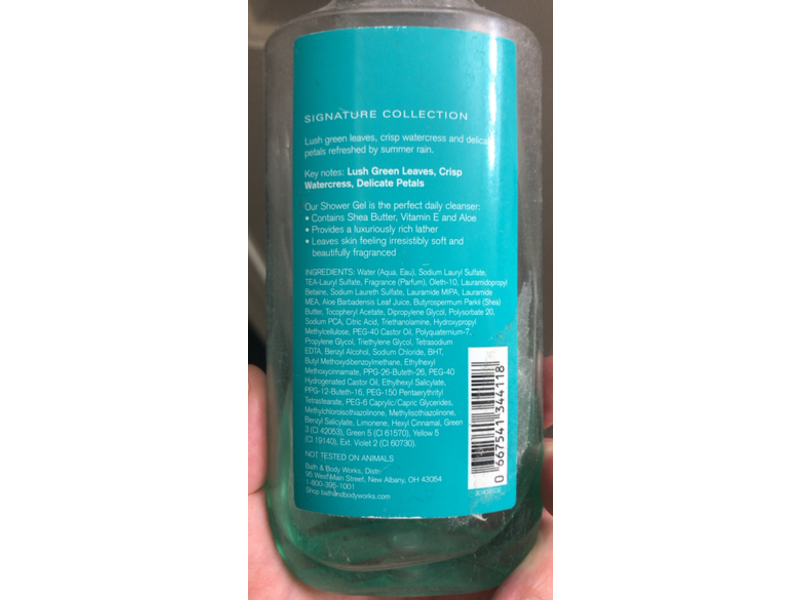 SIGNATURE COLLECTION
Lush green leaves, crisp watercress and delica
petals refreshed by summer rain.
Key notes: Lush Green Leaves, Crisp
Watercress, Delicate Petals
Our Shower Gel is the perfect daily cleanser:
• Contains Shea Butter, Vitamin E and Aloe
• Provides a luxuriously rich lather
• Leaves skin feeling irresistibly soft and
beautifully fragranced
INGREDIENTS: Water (Aqua, Eau), Sodium Lauryl Sulfate,
TEA-Lauryl Sulfate, Fragrance (Parfum), Oleth-10, Lauramidopropyl
Betaine, Sodium Laureth Sulfate, Lauramide MIPA, Lauramide
MEA, Aloe Barbadensis Leaf Juice, Butyrospermum Parkii (Shea)
Butter, Tocopheryl Acetate, Dipropylene Glycol, Polysorbate 20,
Sodium PCA, Citric Acid, Triethanolamine, Hydroxypropyl
Methylcellulose, PEG-40 Castor Oil, Polyquaternium-7,
Propylene Glycol, Triethylene Glycol, Tetrasodium
EDTA, Benzyl Alcohol, Sodium Chloride, BHT,
Butyl Methoxydibenzoylmethane, Ethylhexyl
Methoxycinnamate, PPG-26-Buteth-26, PEG-40
Hydrogenated Castor Oil, Ethylhexyl Salicylate,
PPG-12-Buteth-16, PEG-150 Pentaerythrityl
Tetrastearate, PEG-6 Caprylic/Capric Glycerides,
Methylchloroisothiazolinone, Methylisothiazolinone,
Benzyl Salicylate, Limonene, Hexyl Cinnamal, Green
3 (CI 42053), Green 5 (CI 61570), Yellow 5
(CI 19140), Ext. Violet 2 (CI 60730).
NOT TESTED ON ANIMALS
Bath & Body Works, Distr.
95 West Main Street, New Albany, OH 43054
1-800-395-1001
Shop bathandbodyworks.com
0 667541 344118